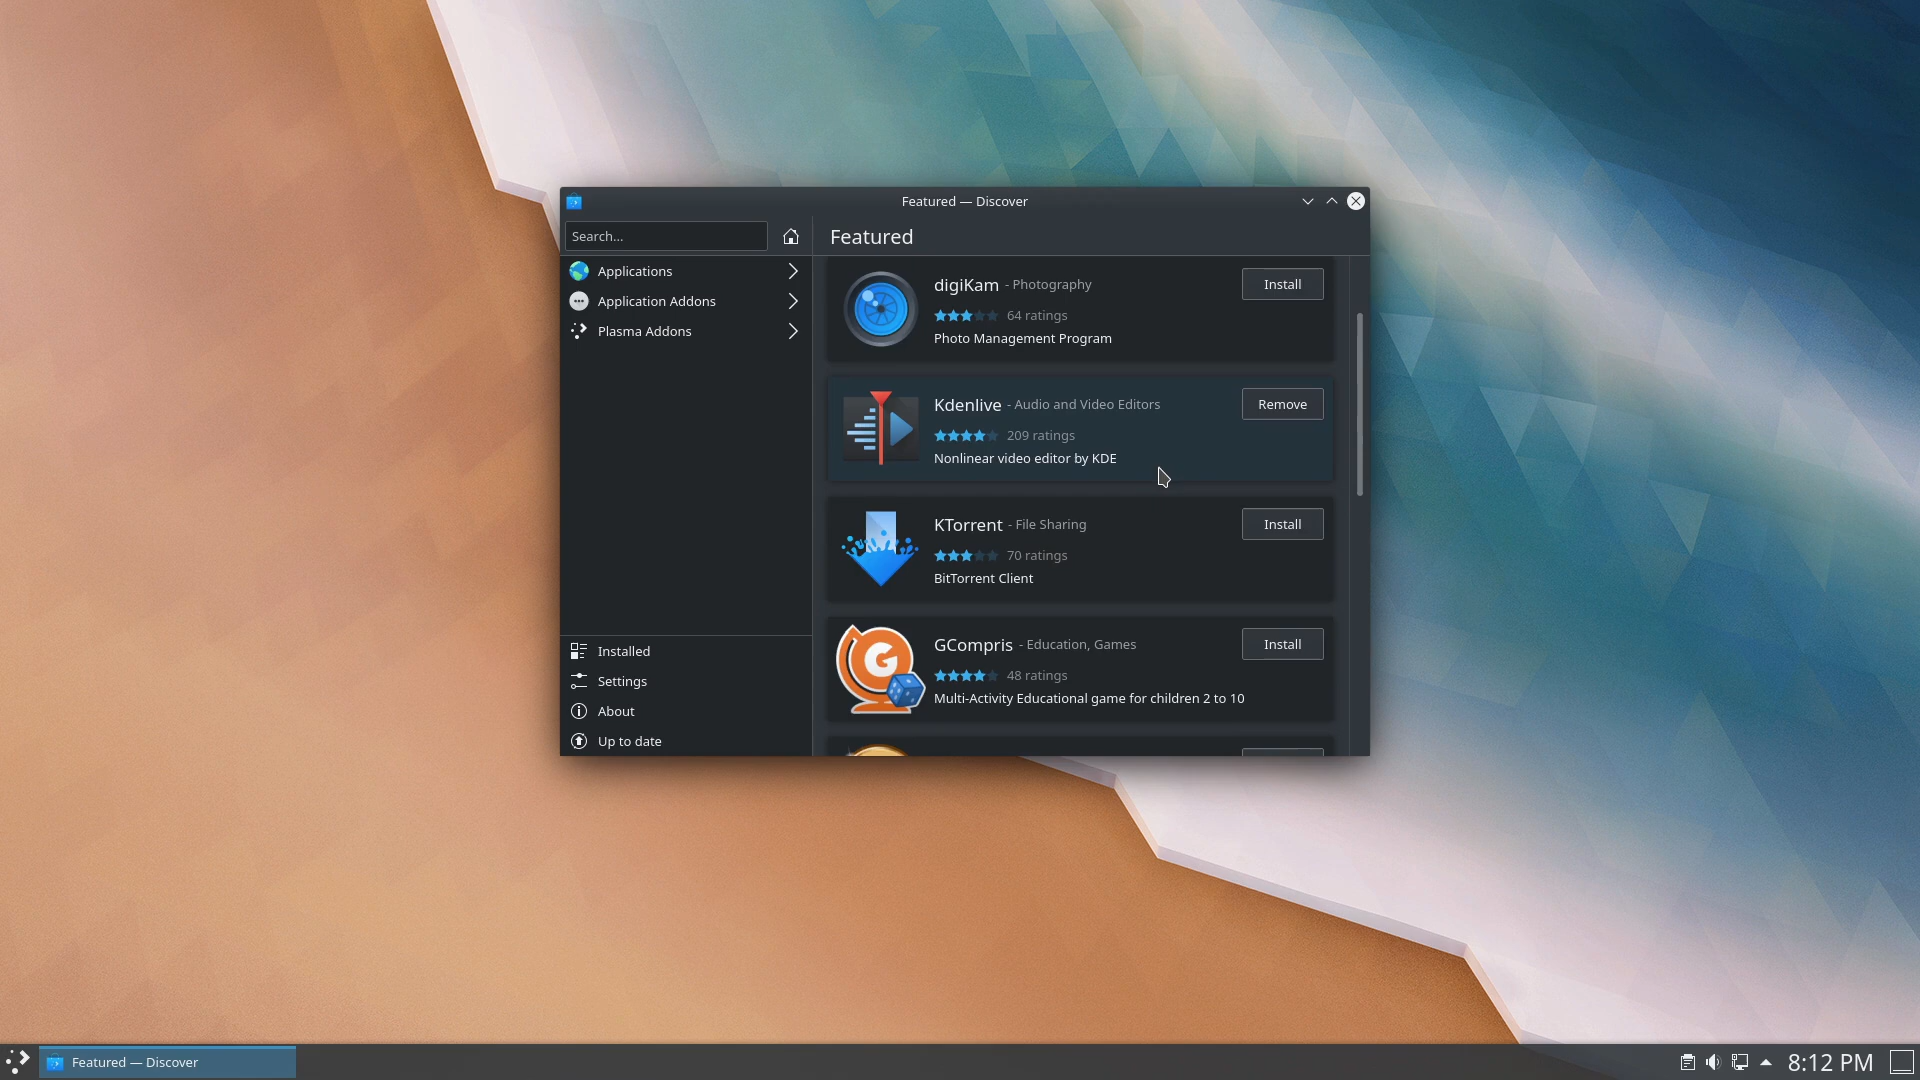 Featured — Discover
Search...
Featured
Applications
Application Addons
Plasma Addons
Installed
Settings
About
Up to date
digiKam - Photography
Install
64 ratings
Photo Management Program
Kdenlive - Audio and Video Editors
Remove
209 ratings
Nonlinear video editor by KDE
KTorrent - File Sharing
Install
70 ratings
BitTorrent Client
GCompris - Education, Games
Install
48 ratings
Multi-Activity Educational game for children 2 to 10
Featured — Discover
8:12 PM